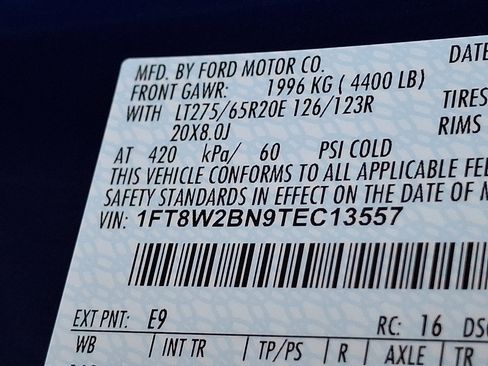 DATE
MFD. BY FORD MOTOR CO.
FRONT GAWR: 1996 KG ( 4400 LB)
WITH LT275/65R20E 126/123R TIRES
20X8.0J RIMS
AT 420 kPa/ 60 PSI COLD
THIS VEHICLE CONFORMS TO ALL APPLICABLE FE
SAFETY STANDARDS IN EFFECT ON THE DATE OF M
VIN: 1FT8W2BN9TEC13557
EXT PNT: E9 RC: 16 DS
WB | INT TR | TP/PS | R | AXLE | TR